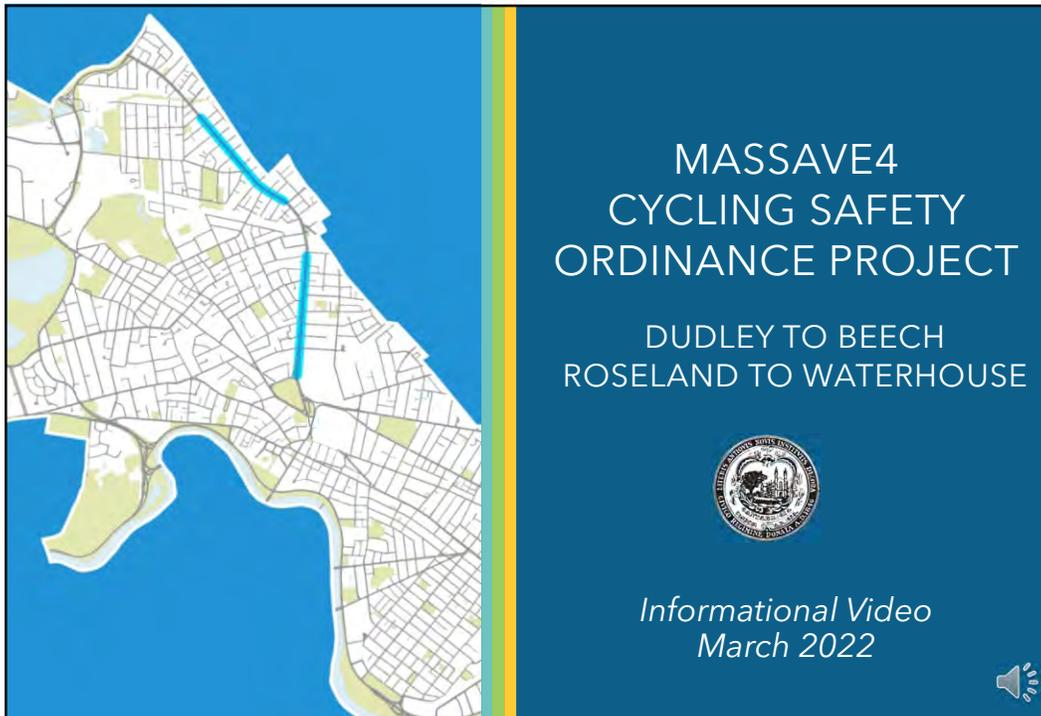 MASSAVE4
CYCLING SAFETY
ORDINANCE PROJECT
DUDLEY TO BEECH
ROSELAND TO WATERHOUSE
Informational Video
March 2022